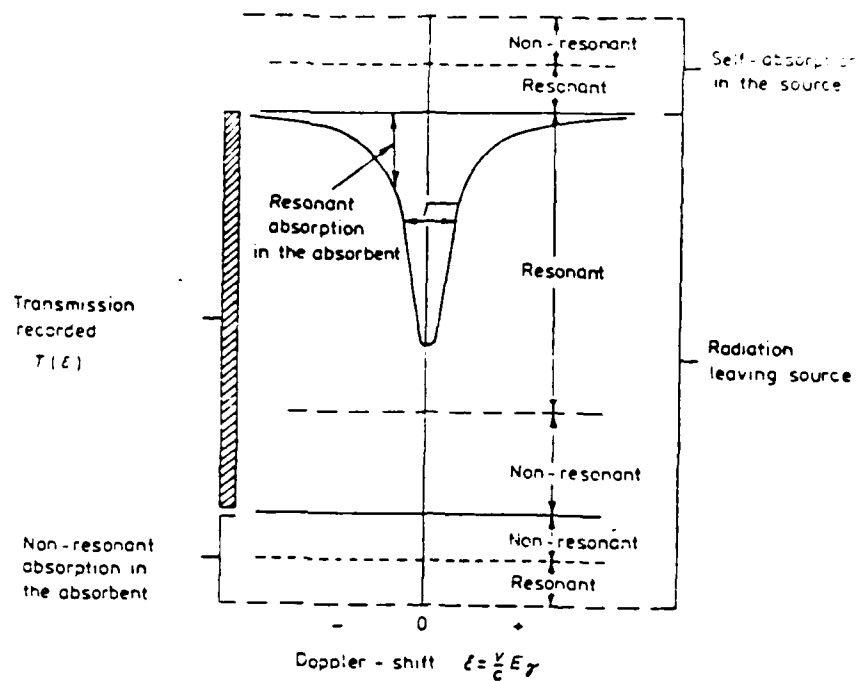 Non-resonant
Resonant
Self-absorption
in the source
Resonant
absorption
in the absorbent
Resonant
Transmission
recorded
T(ε)
Radiation
leaving source
Non-resonant
Non-resonant
absorption in
the absorbent
Non-resonant
Resonant
- 0 +
Doppler - shift ε = v/c Eγ